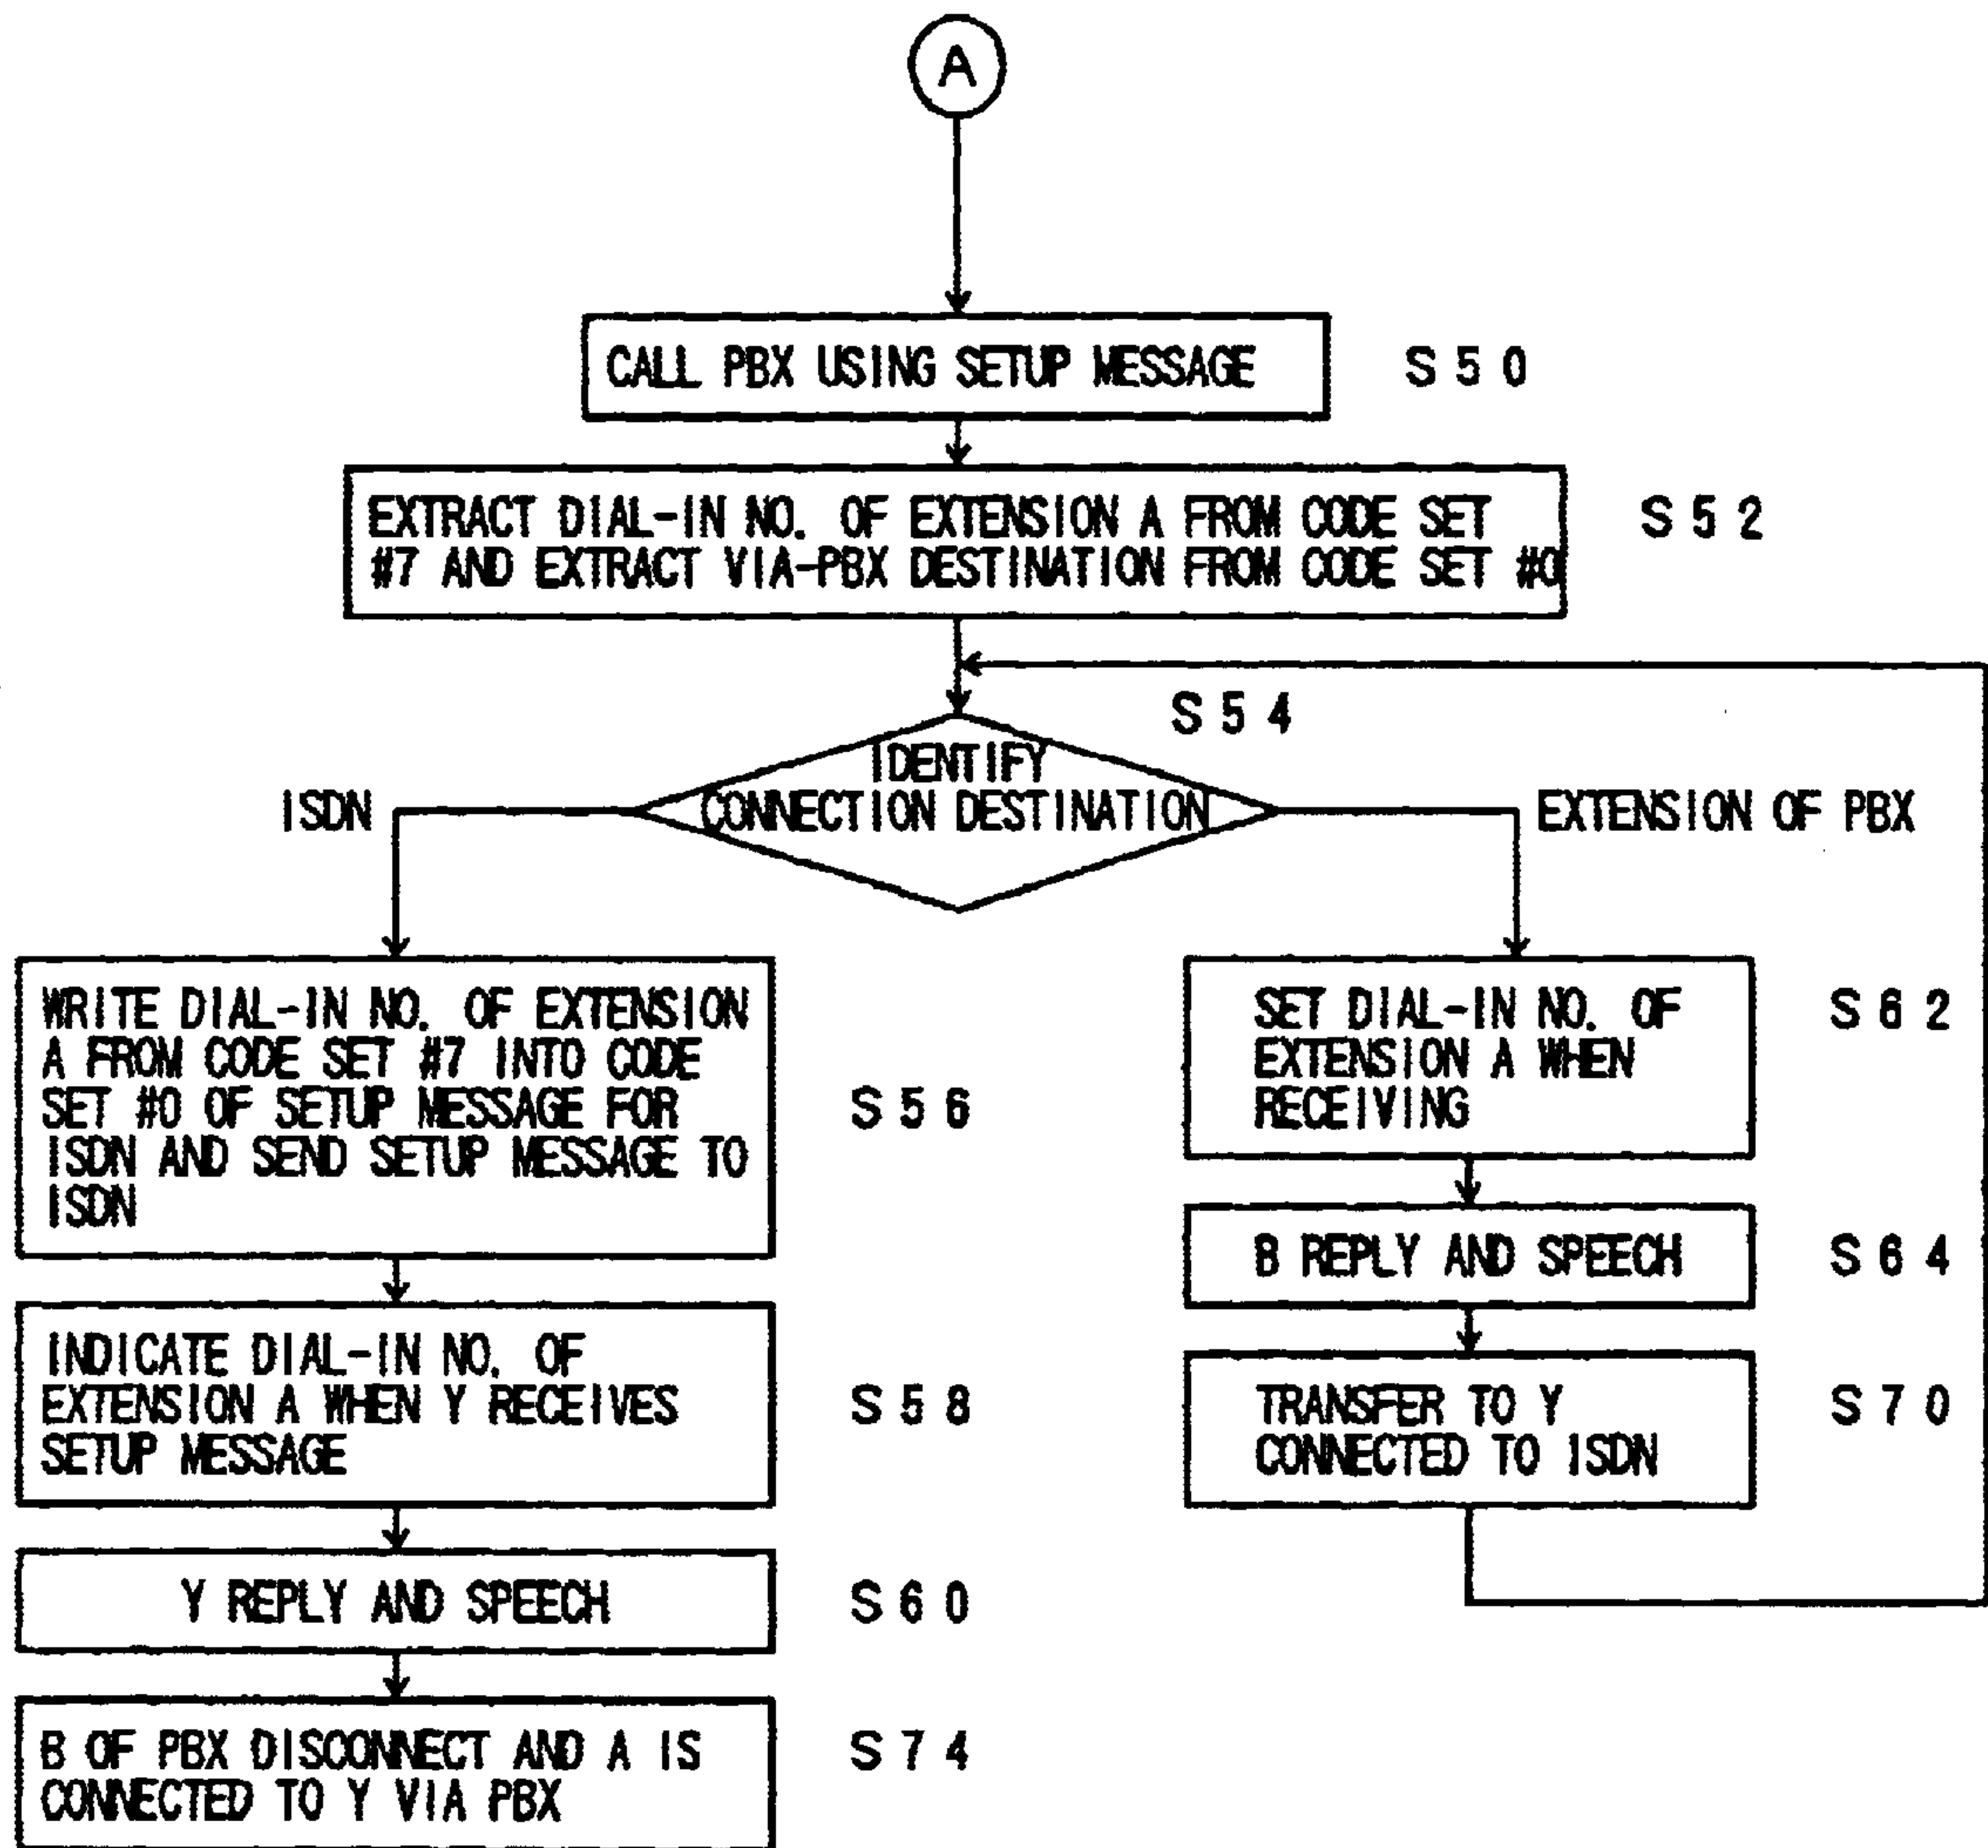 A
CALL PBX USING SETUP MESSAGE
S50
EXTRACT DIAL-IN NO. OF EXTENSION A FROM CODE SET
#7 AND EXTRACT VIA-PBX DESTINATION FROM CODE SET #0
S52
S54
IDENTIFY
CONNECTION DESTINATION
ISDN
EXTENSION OF PBX
WRITE DIAL-IN NO. OF EXTENSION
A FROM CODE SET #7 INTO CODE
SET #0 OF SETUP MESSAGE FOR
ISDN AND SEND SETUP MESSAGE TO
ISDN
S56
INDICATE DIAL-IN NO. OF
EXTENSION A WHEN Y RECEIVES
SETUP MESSAGE
S58
Y REPLY AND SPEECH
S60
B OF PBX DISCONNECT AND A IS
CONNECTED TO Y VIA PBX
S74
SET DIAL-IN NO. OF
EXTENSION A WHEN
RECEIVING
S62
B REPLY AND SPEECH
S64
TRANSFER TO Y
CONNECTED TO ISDN
S70